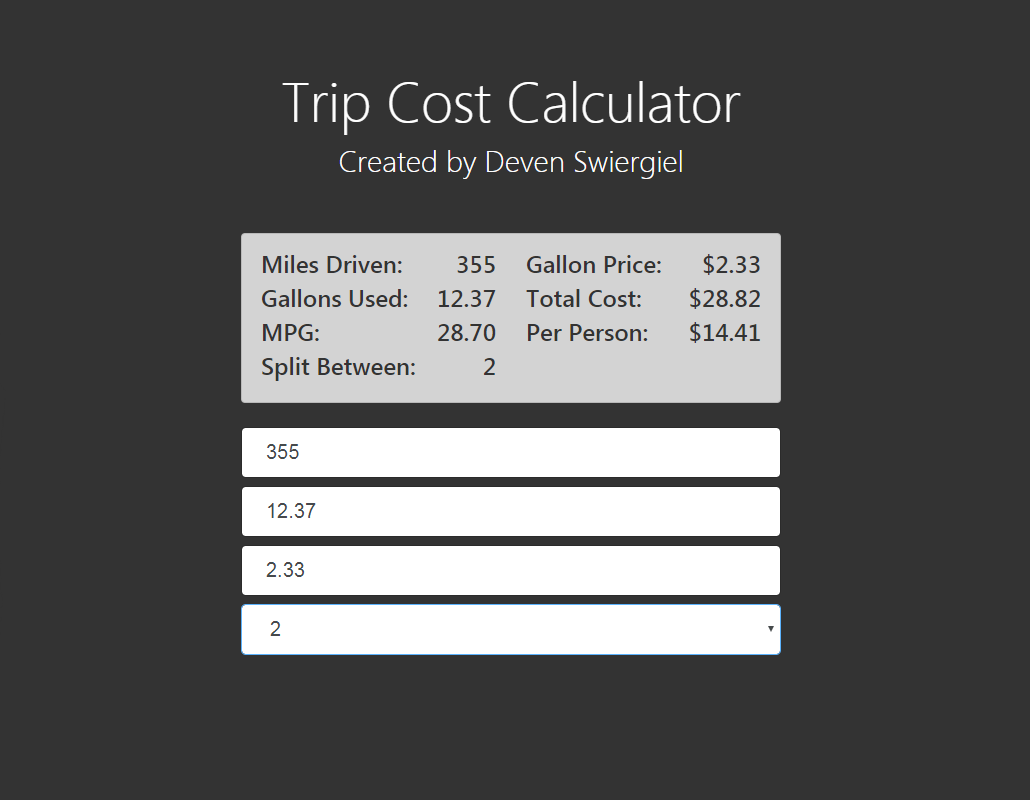 Trip Cost Calculator
Created by Deven Swiergiel
Miles Driven: 355 Gallon Price: $2.33
Gallons Used: 12.37 Total Cost: $28.82
MPG: 28.70 Per Person: $14.41
Split Between: 2
355
12.37
2.33
2